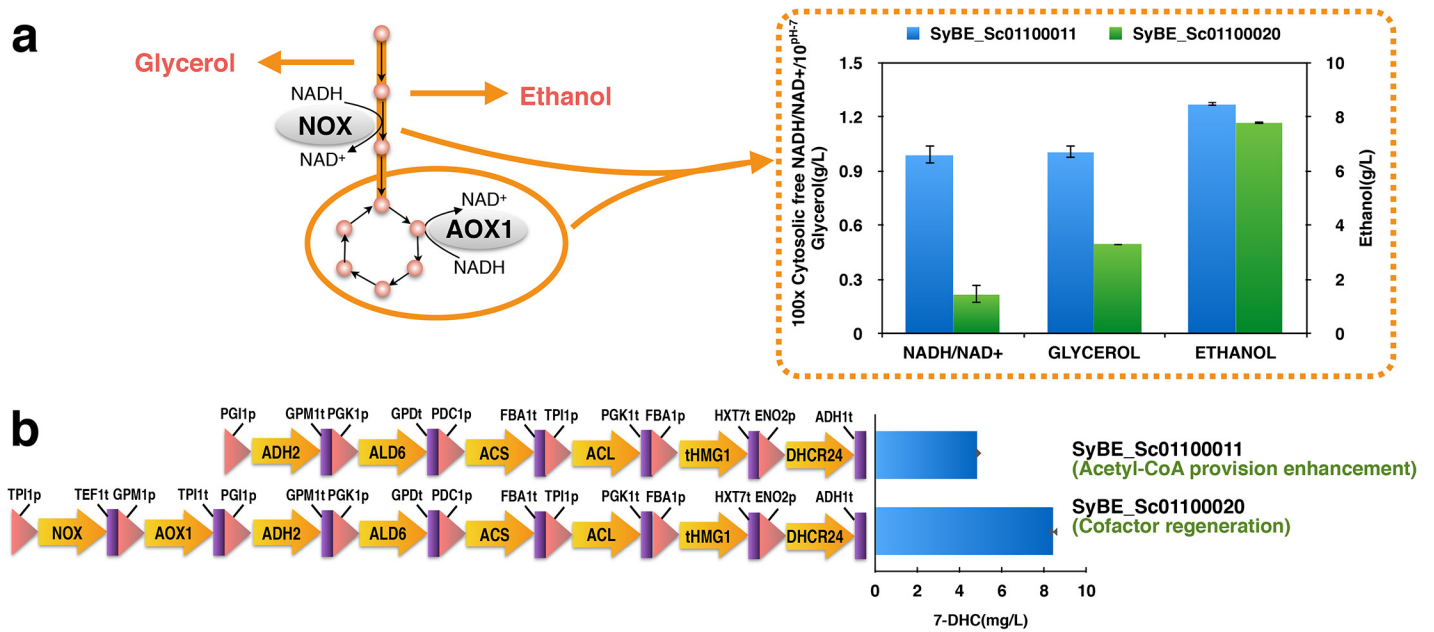 a
Glycerol
Ethanol
NADH
NOX
NAD+
NAD+
AOX1
NADH
SyBE_Sc01100011
SyBE_Sc01100020
100x Cytosolic free NADH/NAD+/10^pH-7
Glycerol(g/L)
1.5
1.2
0.9
0.6
0.3
0
10
8
6
4
2
0
Ethanol(g/L)
NADH/NAD+ GLYCEROL ETHANOL
b
PGI1p GPM1t PGK1p GPDt PDC1p FBA1t TPI1p PGK1t FBA1p HXT7t ENO2p ADH1t
ADH2 ALD6 ACS ACL tHMG1 DHCR24
SyBE_Sc01100011
(Acetyl-CoA provision enhancement)
TPI1p TEF1t GPM1p TPI1t PGI1p GPM1t PGK1p GPDt PDC1p FBA1t TPI1p PGK1t FBA1p HXT7t ENO2p ADH1t
NOX AOX1 ADH2 ALD6 ACS ACL tHMG1 DHCR24
SyBE_Sc01100020
(Cofactor regeneration)
0 2 4 6 8 10
7-DHC(mg/L)